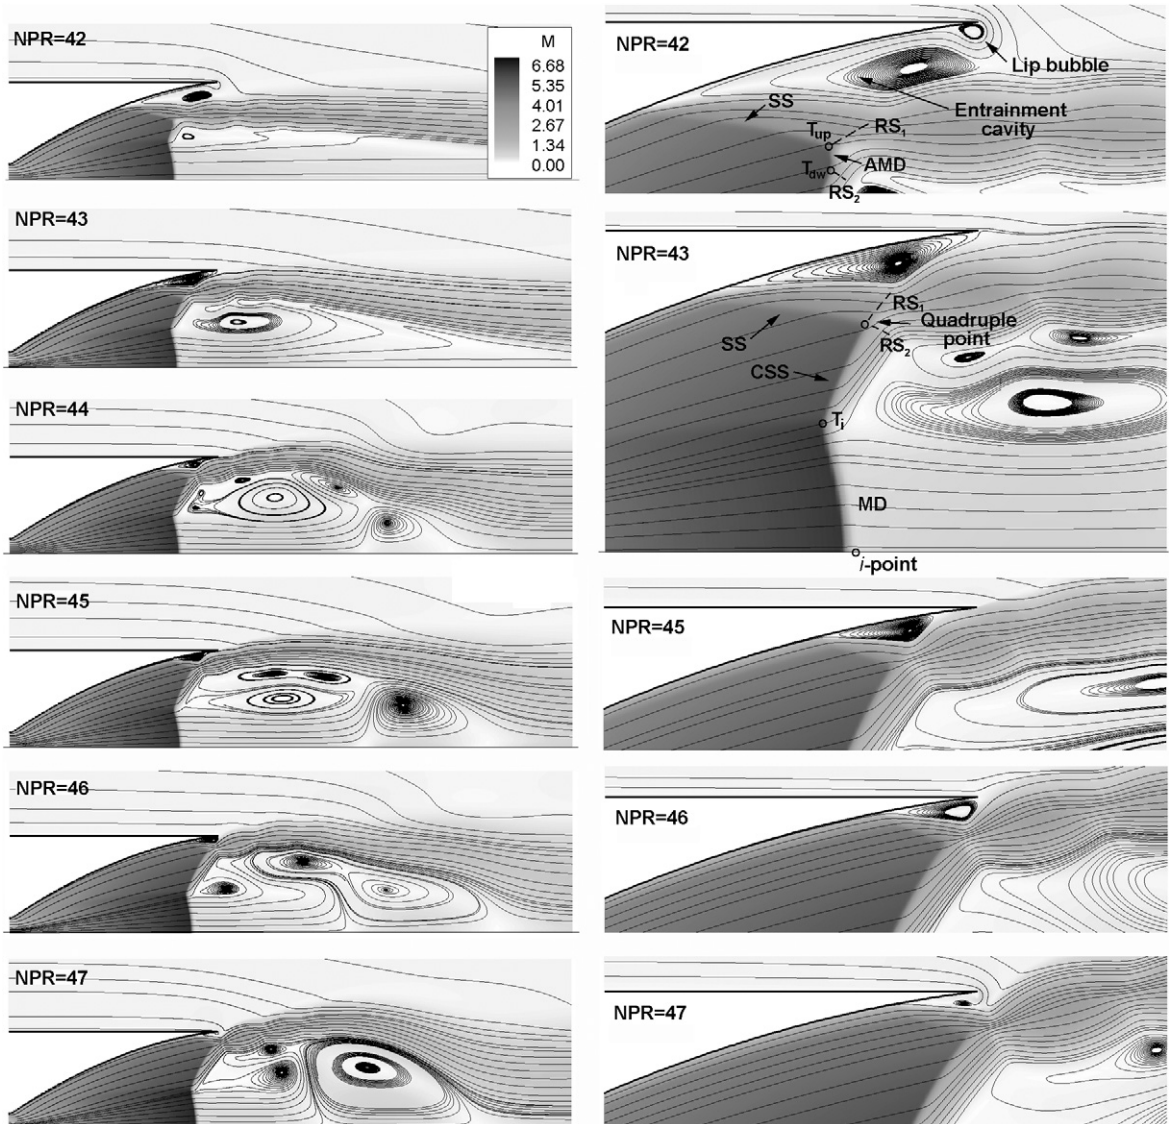 NPR=42
M
6.68
5.35
4.01
2.67
1.34
0.00
NPR=43
NPR=44
NPR=45
NPR=46
NPR=47
NPR=42
Lip bubble
SS
Entrainment
cavity
Tup
RS1
AMD
Tdw
RS2
NPR=43
RS1
Quadruple
point
SS
RS2
CSS
Ti
MD
i-point
NPR=45
NPR=46
NPR=47